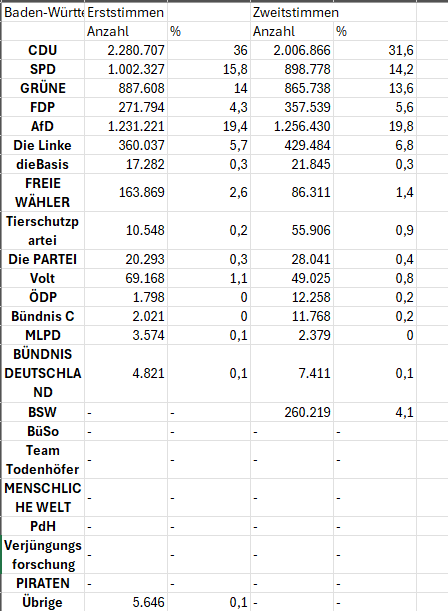 Baden-Württe Erststimmen Zweitstimmen
Anzahl % Anzahl %
CDU 2.280.707 36 2.006.866 31,6
SPD 1.002.327 15,8 898.778 14,2
GRÜNE 887.608 14 865.738 13,6
FDP 271.794 4,3 357.539 5,6
AfD 1.231.221 19,4 1.256.430 19,8
Die Linke 360.037 5,7 429.484 6,8
dieBasis 17.282 0,3 21.845 0,3
FREIE
WÄHLER 163.869 2,6 86.311 1,4
Tierschutzp
artei 10.548 0,2 55.906 0,9
Die PARTEI 20.293 0,3 28.041 0,4
Volt 69.168 1,1 49.025 0,8
ÖDP 1.798 0 12.258 0,2
Bündnis C 2.021 0 11.768 0,2
MLPD 3.574 0,1 2.379 0
BÜNDNIS
DEUTSCHLA 4.821 0,1 7.411 0,1
ND
BSW - - 260.219 4,1
BüSo - - - -
Team
Todenhöfer - - - -
MENSCHLIC
HE WELT - - - -
PdH - - - -
Verjüngungs
forschung - - - -
PIRATEN - - - -
Übrige 5.646 0,1 - -